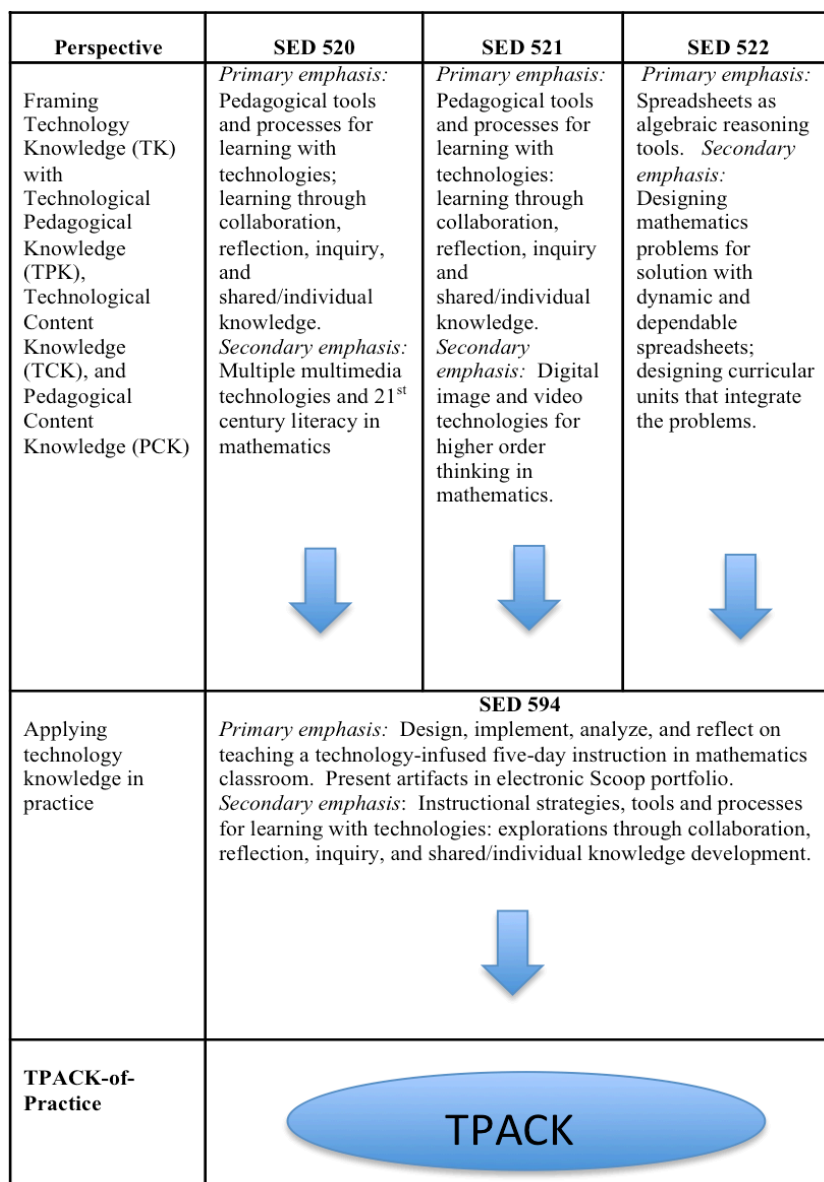 Perspective
SED 520
SED 521
SED 522
Framing
Technology
Knowledge (TK)
with
Technological
Pedagogical
Knowledge
(TPK),
Technological
Content
Knowledge
(TCK), and
Pedagogical
Content
Knowledge (PCK)
Primary emphasis:
Pedagogical tools
and processes for
learning with
technologies;
learning through
collaboration,
reflection, inquiry,
and
shared/individual
knowledge.
Secondary emphasis:
Multiple multimedia
technologies and 21st
century literacy in
mathematics
Primary emphasis:
Pedagogical tools
and processes for
learning with
technologies:
learning through
collaboration,
reflection, inquiry
and
shared/individual
knowledge.
Secondary
emphasis: Digital
image and video
technologies for
higher order
thinking in
mathematics.
Primary emphasis:
Spreadsheets as
algebraic reasoning
tools. Secondary
emphasis:
Designing
mathematics
problems for
solution with
dynamic and
dependable
spreadsheets;
designing curricular
units that integrate
the problems.
Applying
technology
knowledge in
practice
SED 594
Primary emphasis: Design, implement, analyze, and reflect on
teaching a technology-infused five-day instruction in mathematics
classroom. Present artifacts in electronic Scoop portfolio.
Secondary emphasis: Instructional strategies, tools and processes
for learning with technologies: explorations through collaboration,
reflection, inquiry, and shared/individual knowledge development.
TPACK-of-
Practice
TPACK